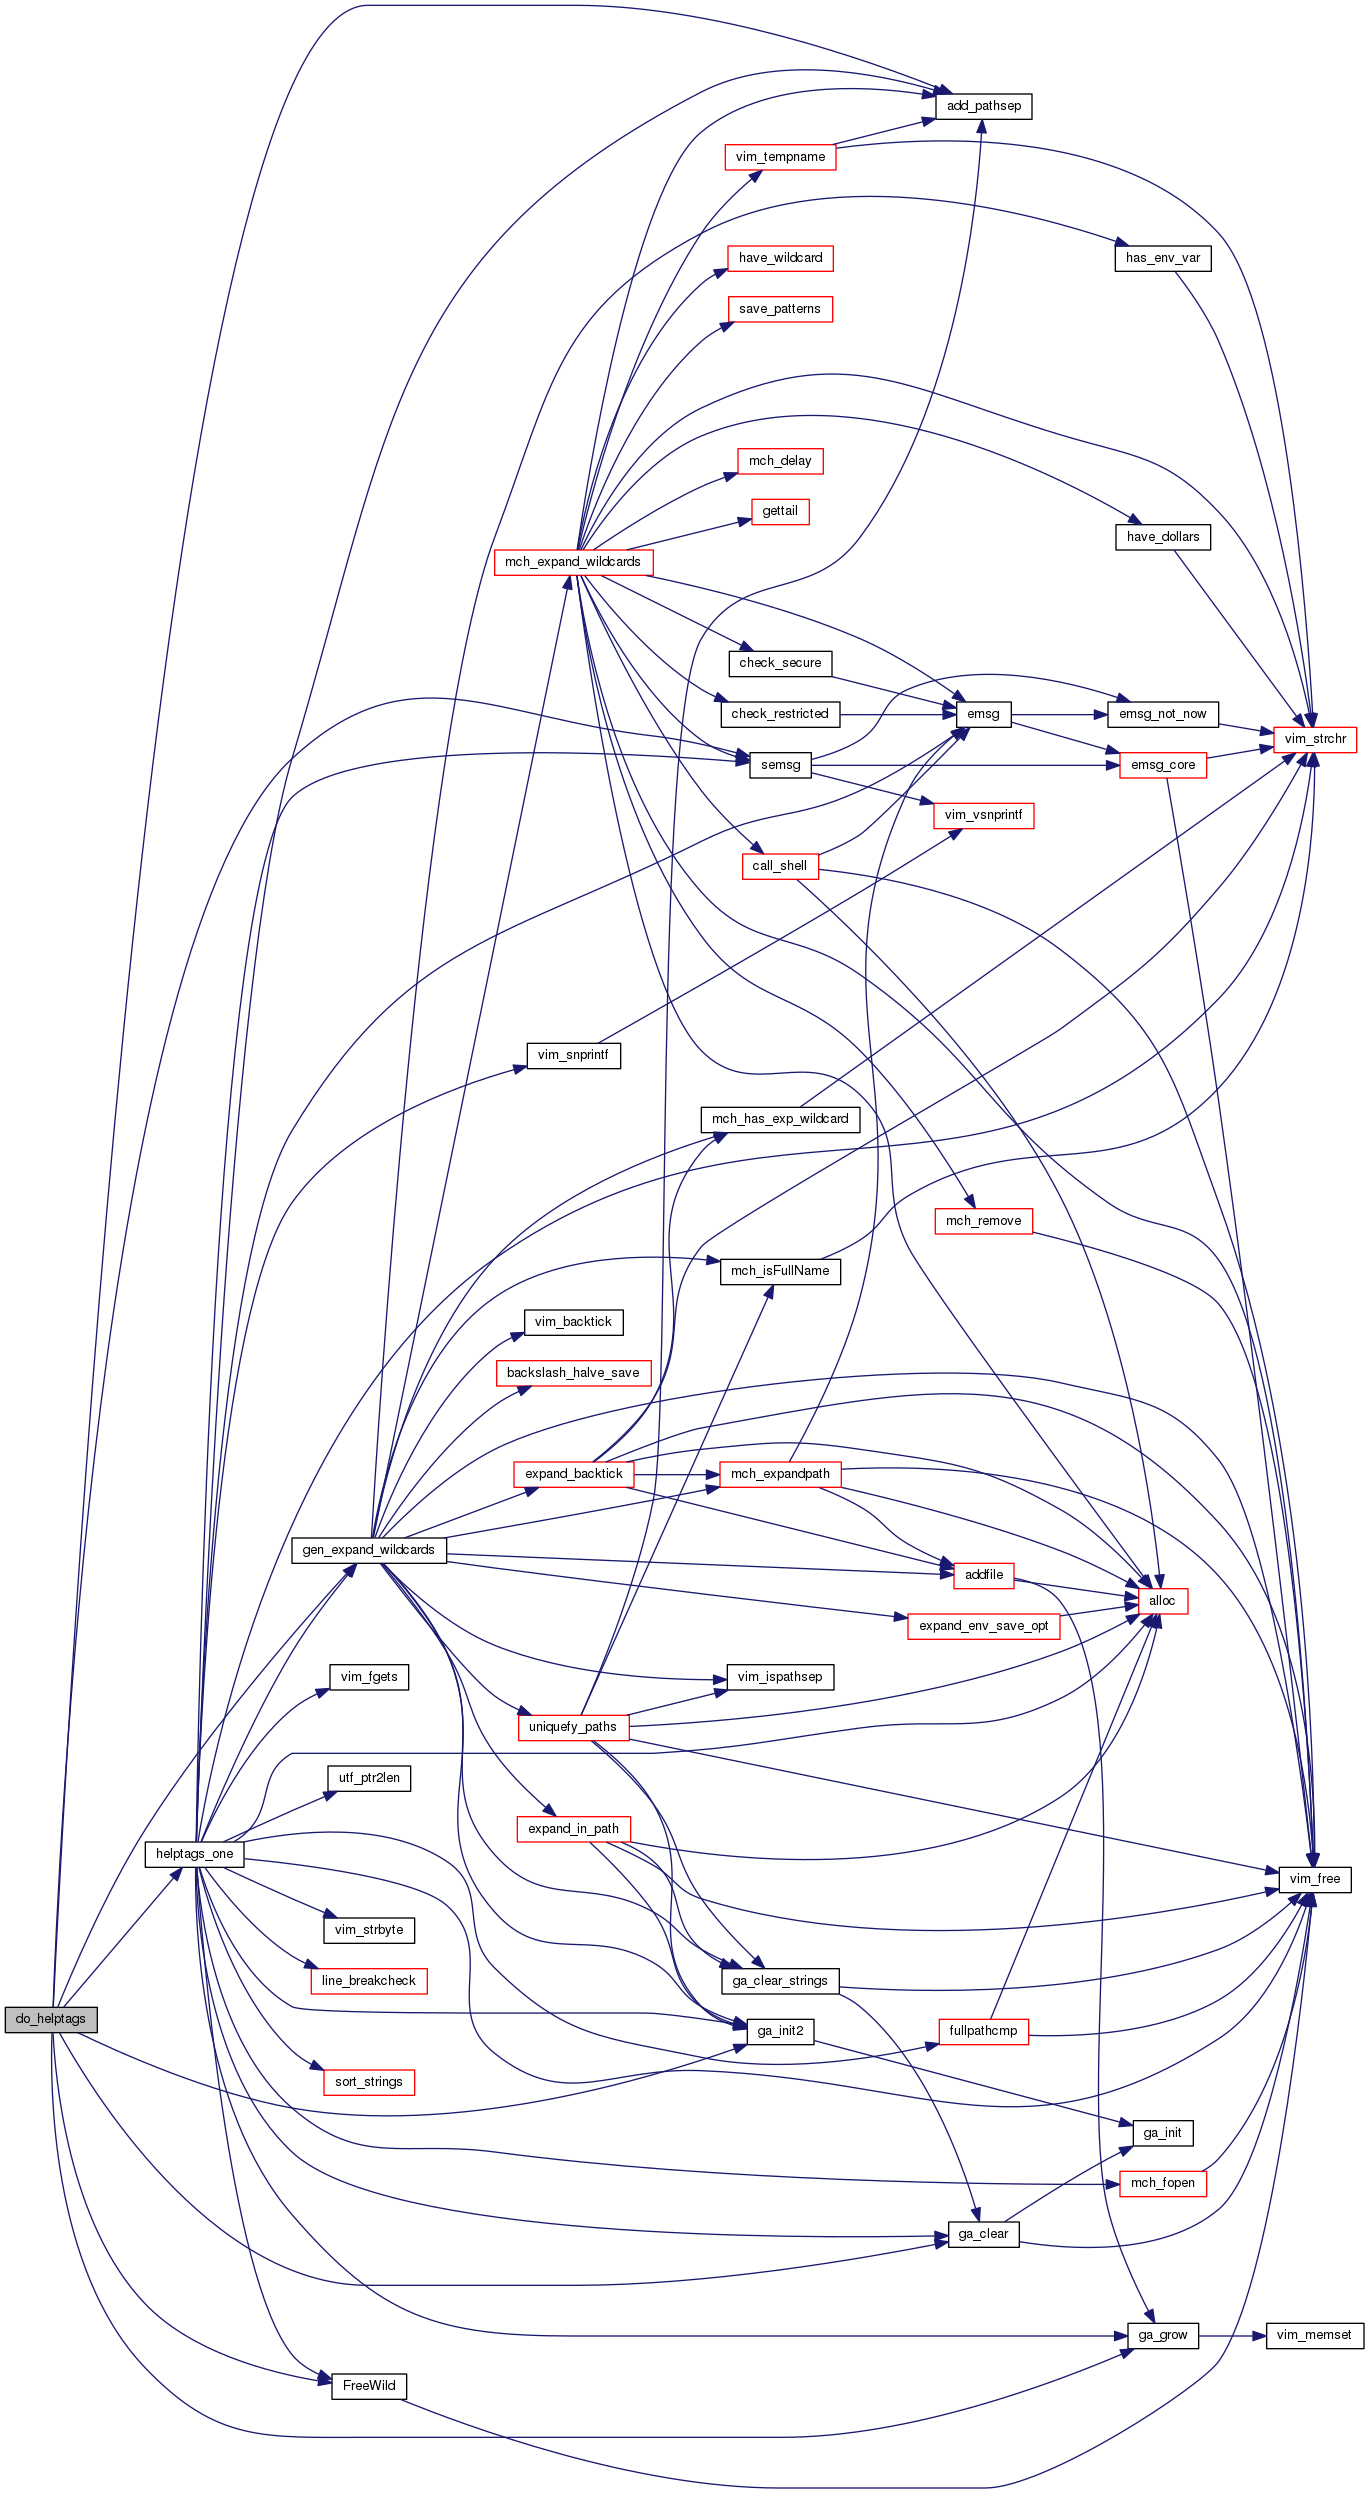 add_pathsep
vim_tempname
has_env_var
have_wildcard
save_patterns
mch_delay
gettail
have_dollars
mch_expand_wildcards
check_secure
check_restricted
emsg
emsg_not_now
vim_strchr
semsg
emsg_core
vim_vsnprintf
call_shell
vim_snprintf
mch_has_exp_wildcard
mch_remove
mch_isFullName
vim_backtick
backslash_halve_save
expand_backtick
mch_expandpath
gen_expand_wildcards
addfile
alloc
expand_env_save_opt
vim_fgets
vim_ispathsep
uniquefy_paths
utf_ptr2len
expand_in_path
helptags_one
vim_free
vim_strbyte
line_breakcheck
ga_clear_strings
do_helptags
ga_init2
fullpathcmp
sort_strings
ga_init
mch_fopen
ga_clear
ga_grow
vim_memset
FreeWild